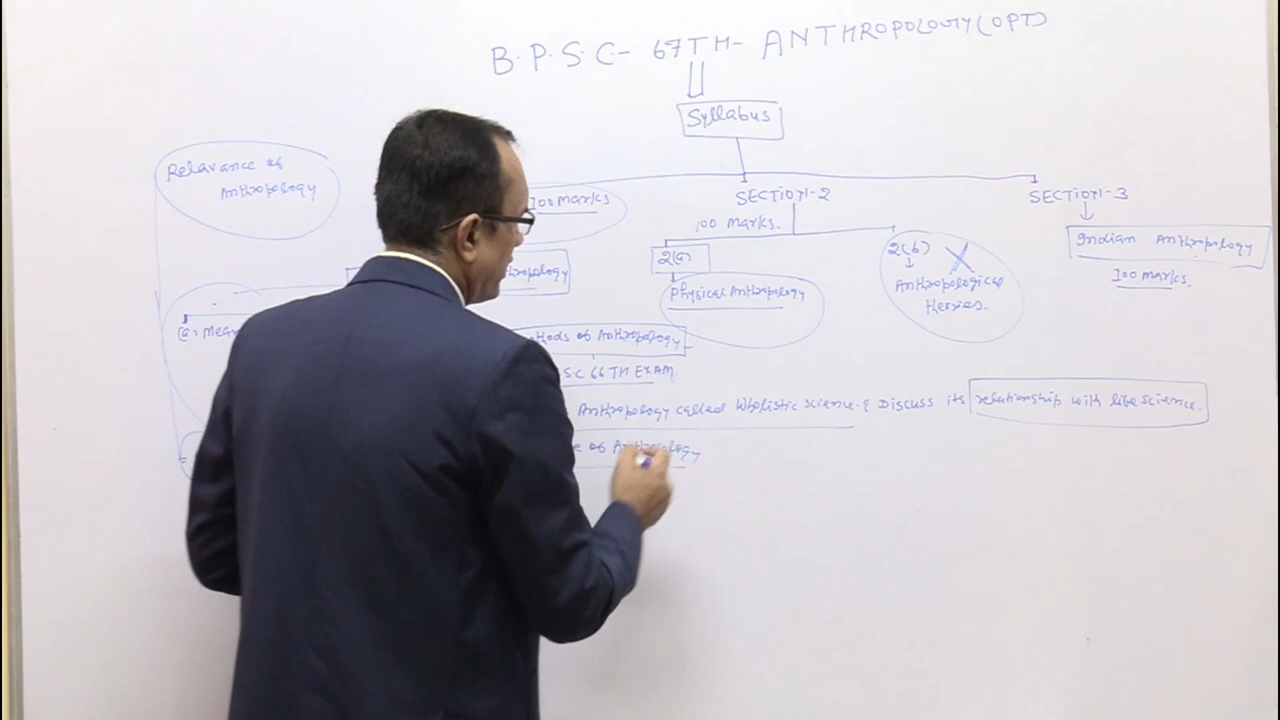 B.P.S.C- 67TH- ANTHROPOLOGY (OPT)
Syllabus
Relavance of
Anthropology
100 Marks
SECTION-2
SECTION-3
100 Marks.
2(a)
2(b) X
Indian Anthropology
100 Marks.
Physical Anthropology
Anthropological
Theries.
(a) Mean
thods of Anthropology
S.C 66TH EXAM
Anthropology called Wholistic science. & Discuss its relationship with life science.
e of Anthropology